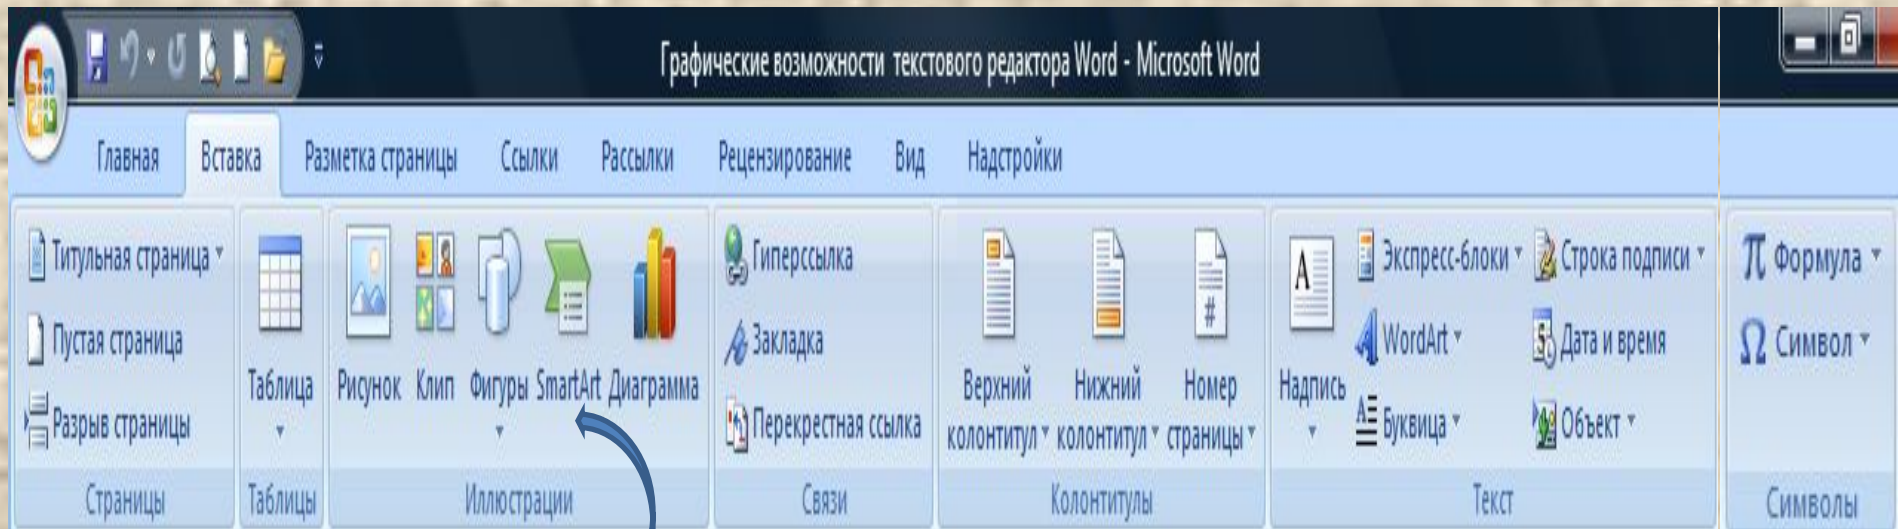 Графические возможности текстового редактора Word - Microsoft Word
Главная Вставка Разметка страницы Ссылки Рассылки Рецензирование Вид Надстройки
Титульная страница
Пустая страница
Разрыв страницы
Страницы
Таблица
Таблицы
Рисунок Клип Фигуры SmartArt Диаграмма
Иллюстрации
Гиперссылка
Закладка
Перекрестная ссылка
Связи
Верхний
колонтитул
Нижний
колонтитул
Номер
страницы
Колонтитулы
Надпись
Экспресс-блоки
WordArt
Буквица
Строка подписи
Дата и время
Объект
Текст
π Формула
Ω Символ
Символы